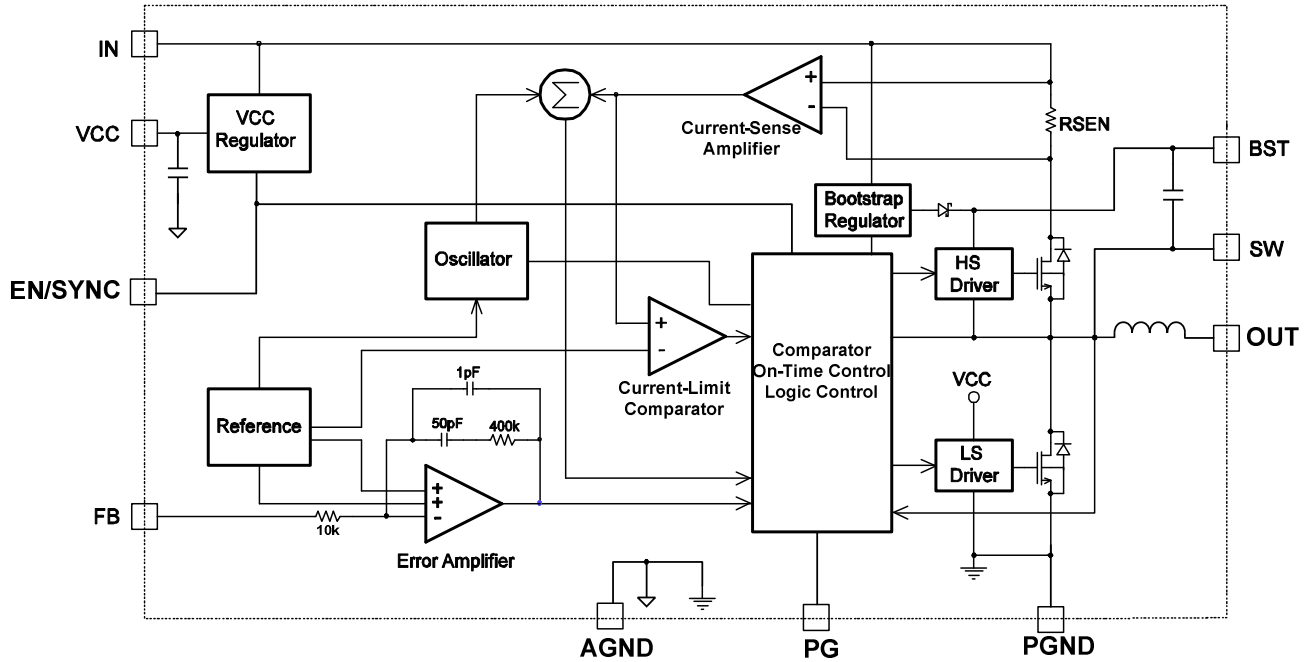 IN
VCC
Regulator
VCC
EN/SYNC
Σ
+
-
Current-Sense
Amplifier
RSEN
BST
Bootstrap
Regulator
SW
Oscillator
HS
Driver
OUT
+
-
Current-Limit
Comparator
Comparator
On-Time Control
Logic Control
VCC
LS
Driver
Reference
1pF
50pF
400k
FB
10k
+
+
-
Error Amplifier
AGND
PG
PGND